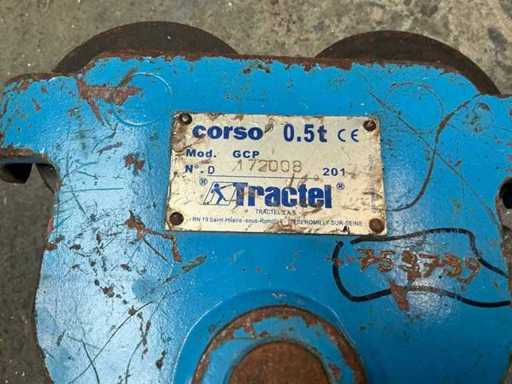 corso® 0.5t CE
Mod. GCP
N°.D 172008 201
® Tractel®
TRACTEL S.A.S
RN 19 Saint-Hilaire-sous-Romilly ROMILLY-SUR-SEINE